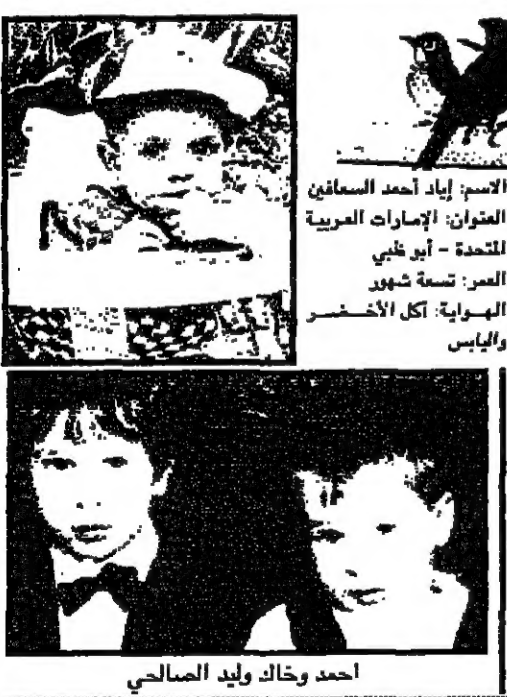 الاسم: إياد أحمد السعافين
العنوان: الإمارات العربية
المتحدة - أبو ظبي
العمر: تسعة شهور
الهواية: أكل الأخضر
واليابس
احمد وخالد وليد الصالحي